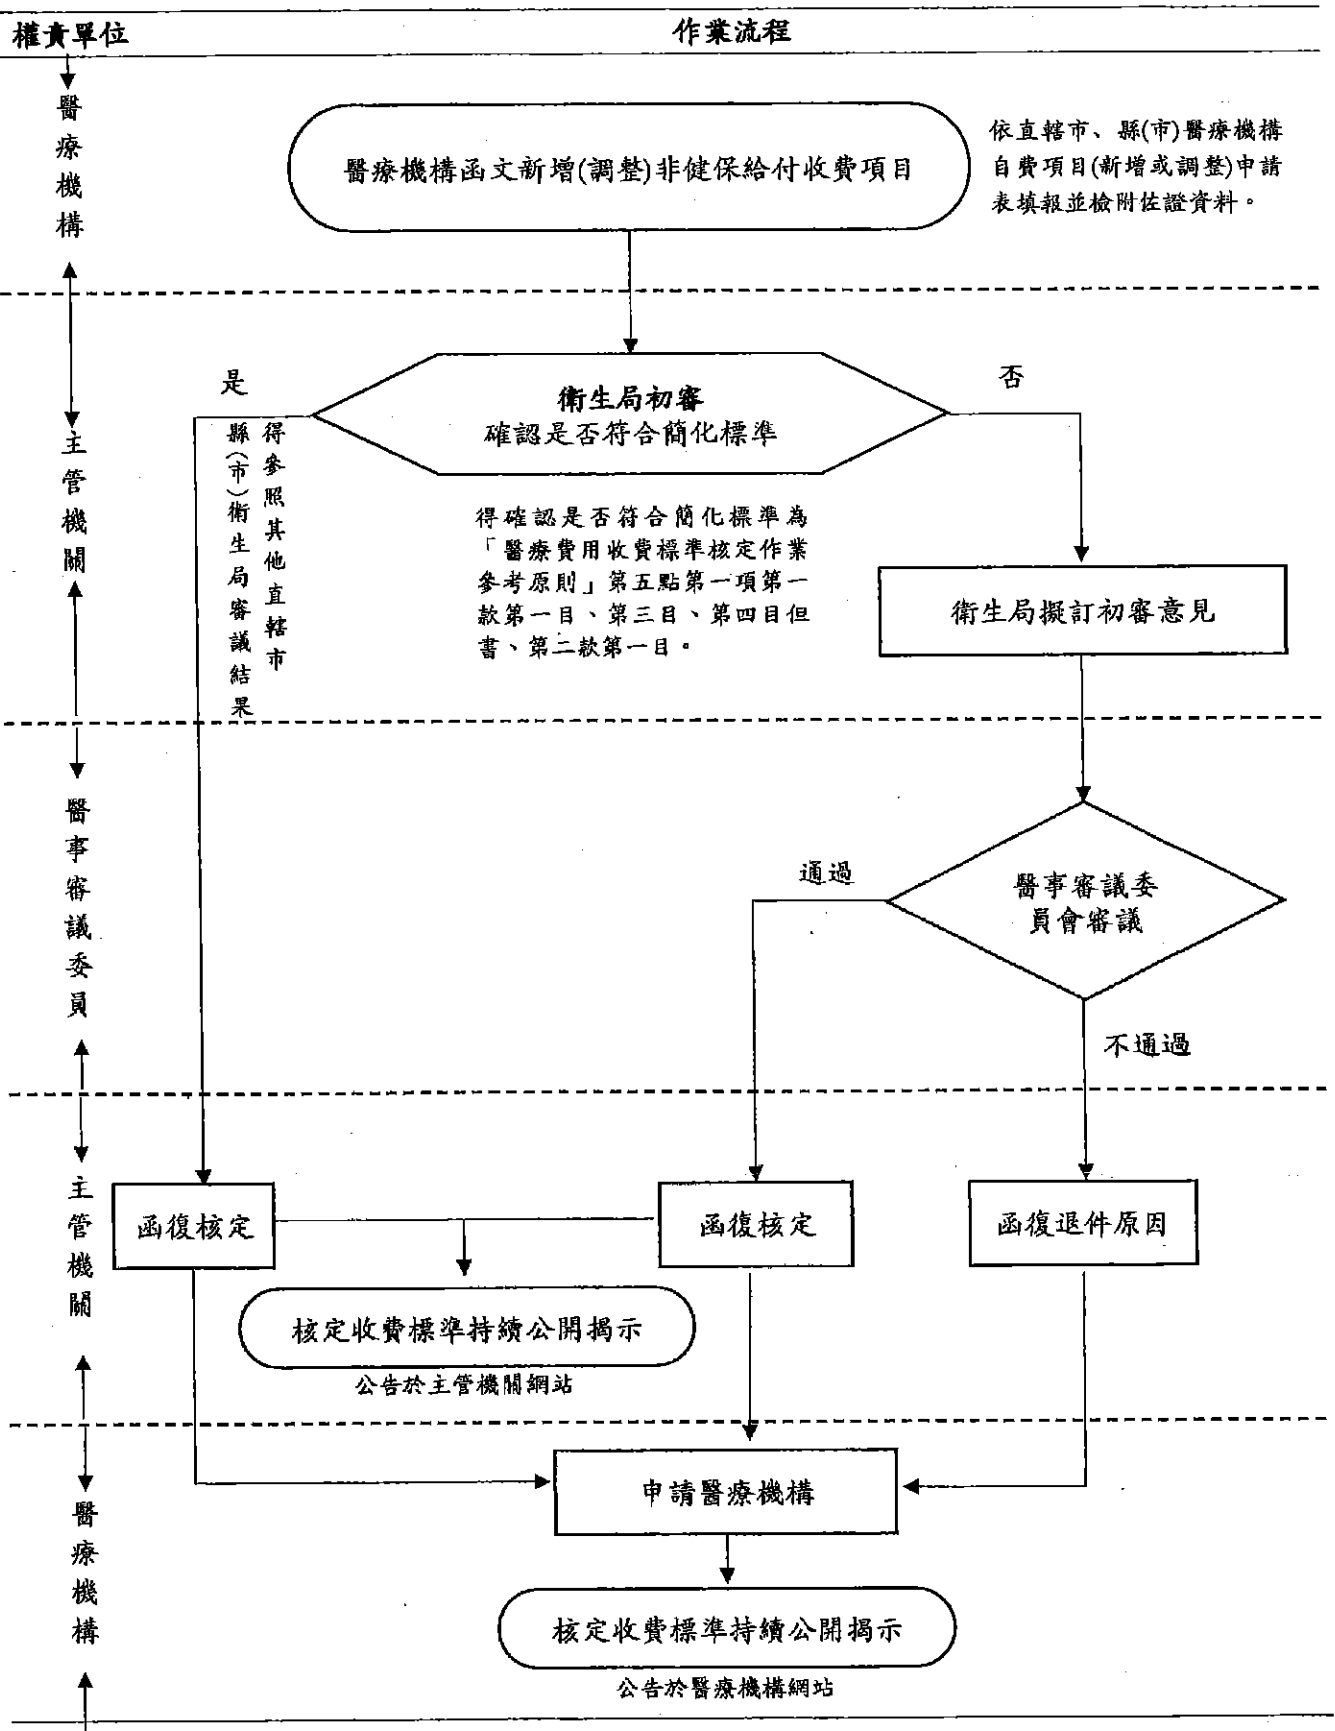 權責單位
作業流程
醫療機構
醫療機構函文新增(調整)非健保給付收費項目
依直轄市、縣(市)醫療機構
自費項目(新增或調整)申請
表填報並檢附佐證資料。
主管機關
是
否
衛生局初審
確認是否符合簡化標準
得參照其他直轄市
縣(市)衛生局審議結果
得確認是否符合簡化標準為
「醫療費用收費標準核定作業
參考原則」第五點第一項第一
款第一目、第三目、第四目但
書、第二款第一目。
衛生局擬訂初審意見
醫事審議委員
通過
醫事審議委
員會審議
不通過
主管機關
函復核定
函復核定
函復退件原因
核定收費標準持續公開揭示
公告於主管機關網站
醫療機構
申請醫療機構
核定收費標準持續公開揭示
公告於醫療機構網站